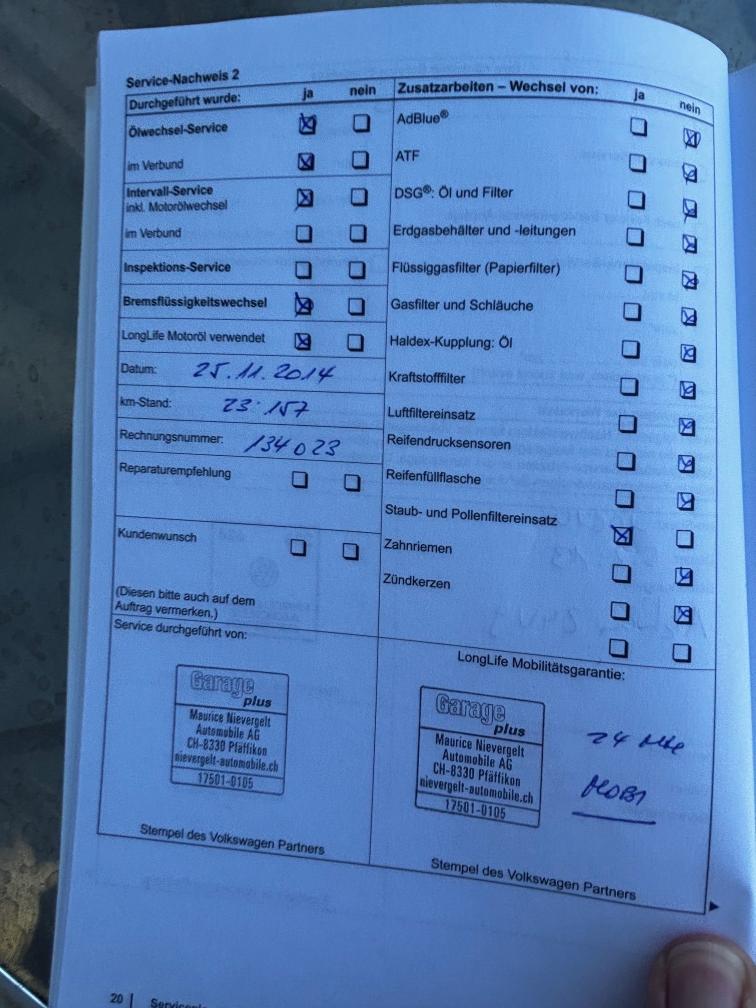 Service-Nachweis 2
Durchgeführt wurde: ja nein
Ölwechsel-Service
im Verbund
Intervall-Service
inkl. Motorölwechsel
im Verbund
Inspektions-Service
Bremsflüssigkeitswechsel
LongLife Motoröl verwendet
Datum: 25.11.2014
km-Stand: 23.157
Rechnungsnummer: 134023
Reparaturempfehlung
Kundenwunsch
(Diesen bitte auch auf dem
Auftrag vermerken.)
Zusatzarbeiten – Wechsel von: ja nein
AdBlue®
ATF
DSG®: Öl und Filter
Erdgasbehälter und -leitungen
Flüssiggasfilter (Papierfilter)
Gasfilter und Schläuche
Haldex-Kupplung: Öl
Kraftstofffilter
Luftfiltereinsatz
Reifendrucksensoren
Reifenfüllflasche
Staub- und Pollenfiltereinsatz
Zahnriemen
Zündkerzen
Service durchgeführt von:
Garage
plus
Maurice Nievergelt
Automobile AG
CH-8330 Pfäffikon
nievergelt-automobile.ch
17501-0105
Stempel des Volkswagen Partners
LongLife Mobilitätsgarantie:
Garage
plus
Maurice Nievergelt
Automobile AG
CH-8330 Pfäffikon
nievergelt-automobile.ch
17501-0105
24
MOBI
Stempel des Volkswagen Partners
20